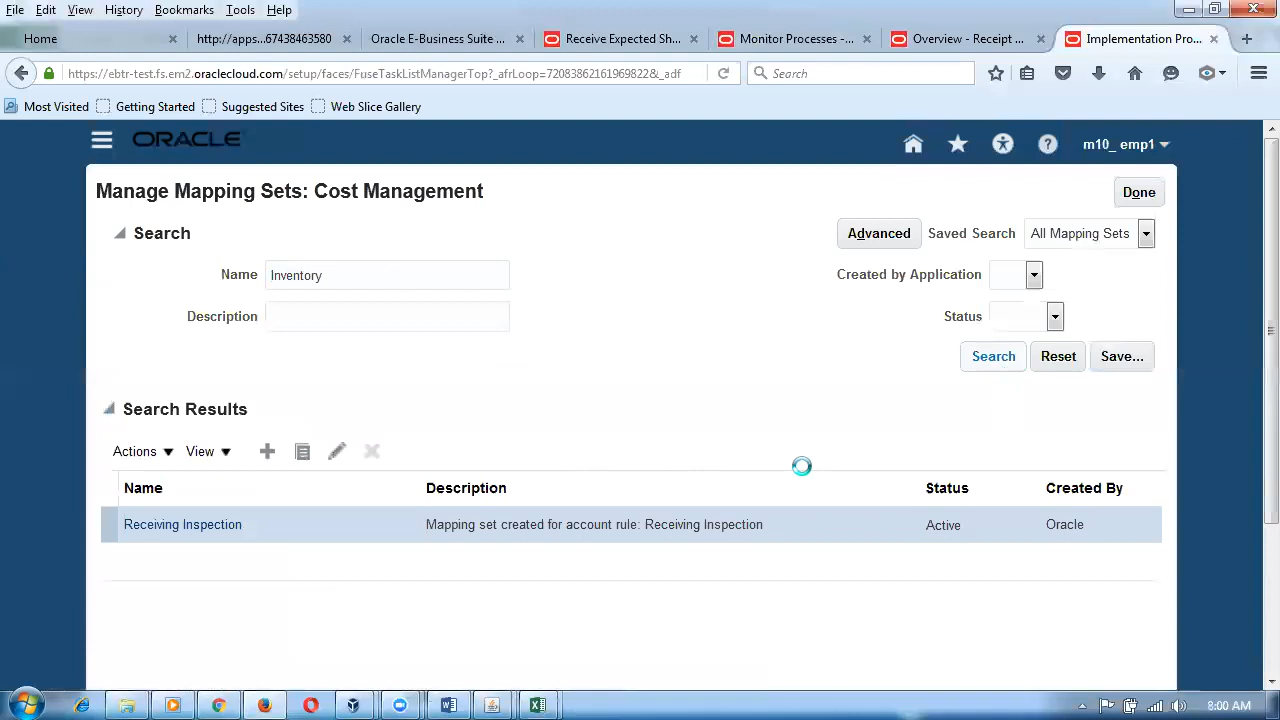 File Edit View History Bookmarks Tools Help
Home http://apps...67438463580 Oracle E-Business Suite... Receive Expected Sh... Monitor Processes -... Overview - Receipt ... Implementation Pro...
https://ebtr-test.fs.em2.oraclecloud.com/setup/faces/FuseTaskListManagerTop?_afrLoop=72083862161969822&_adf Search
Most Visited Getting Started Suggested Sites Web Slice Gallery
ORACLE m10_ emp1
Manage Mapping Sets: Cost Management Done
Search Advanced Saved Search All Mapping Sets
Name Inventory Created by Application
Description Status
Search Reset Save...
Search Results
Actions View
Name Description Status Created By
Receiving Inspection Mapping set created for account rule: Receiving Inspection Active Oracle
8:00 AM